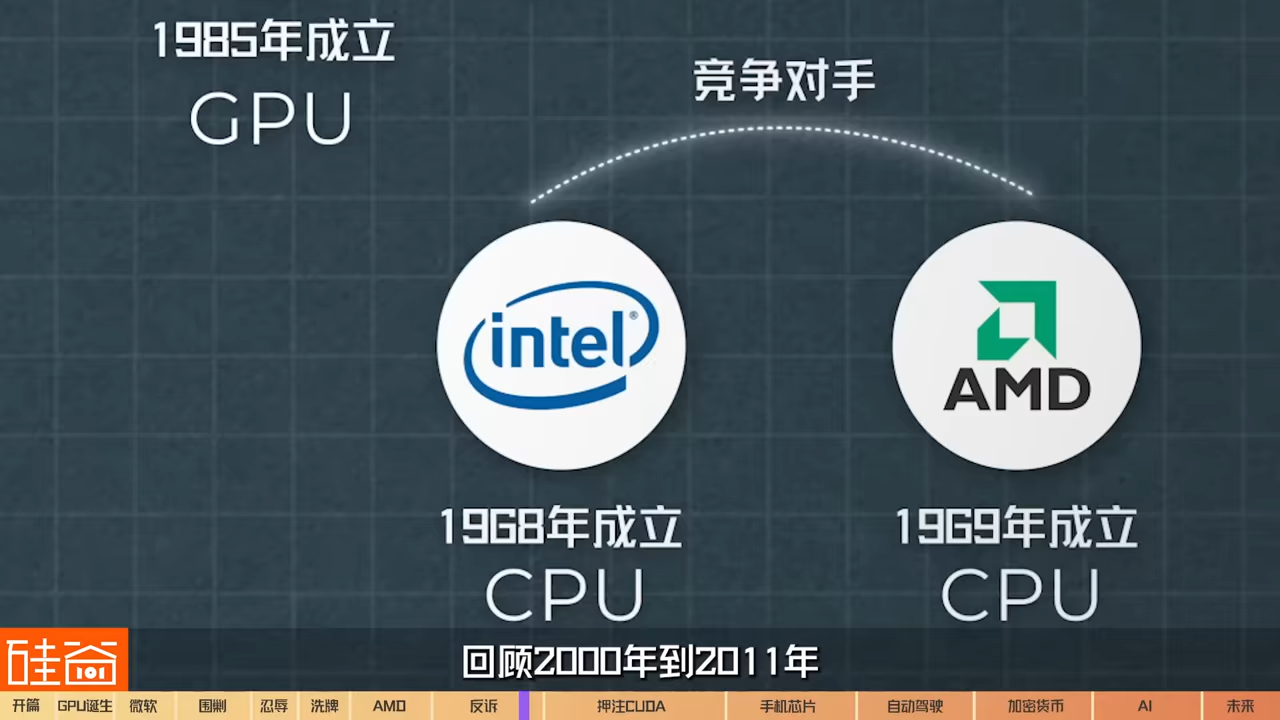 1985年成立
GPU
竞争对手
intel®
AMD
1968年成立
CPU
1969年成立
CPU
硅谷
101
回顾2000年到2011年
开篇
GPU诞生
微软
围剿
忍辱
洗牌
AMD
反诉
押注CUDA
手机芯片
自动驾驶
加密货币
AI
未来